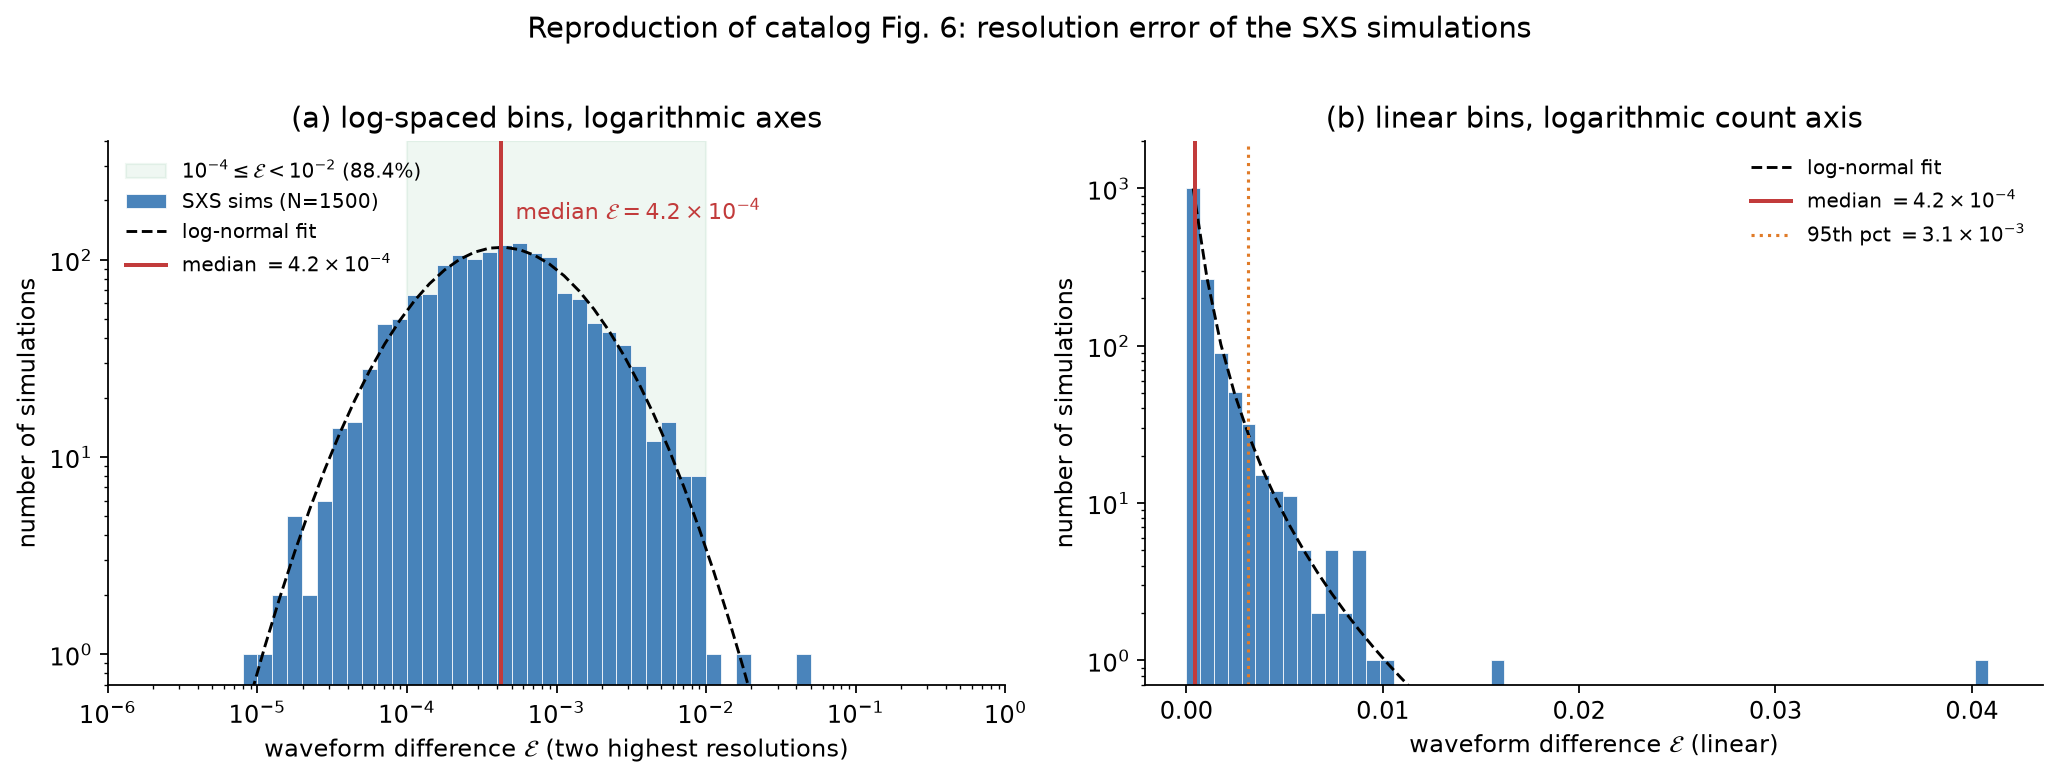 Reproduction of catalog Fig. 6: resolution error of the SXS simulations
(a) log-spaced bins, logarithmic axes
10⁻⁴ ≤ ℰ < 10⁻² (88.4%)
SXS sims (N=1500)
log-normal fit
median = 4.2 × 10⁻⁴
median ℰ = 4.2 × 10⁻⁴
number of simulations
10²
10¹
10⁰
10⁻⁶ 10⁻⁵ 10⁻⁴ 10⁻³ 10⁻² 10⁻¹ 10⁰
waveform difference ℰ (two highest resolutions)
(b) linear bins, logarithmic count axis
log-normal fit
median = 4.2 × 10⁻⁴
95th pct = 3.1 × 10⁻³
number of simulations
10³
10²
10¹
10⁰
0.00 0.01 0.02 0.03 0.04
waveform difference ℰ (linear)